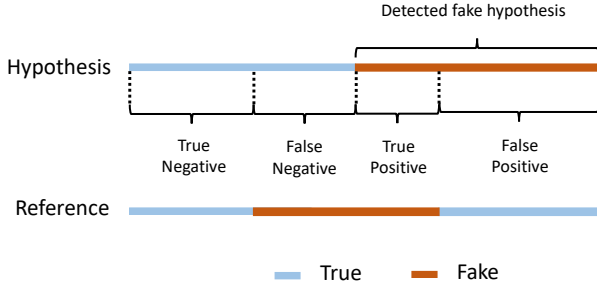 Detected fake hypothesis
Hypothesis
True
Negative
False
Negative
True
Positive
False
Positive
Reference
True
Fake